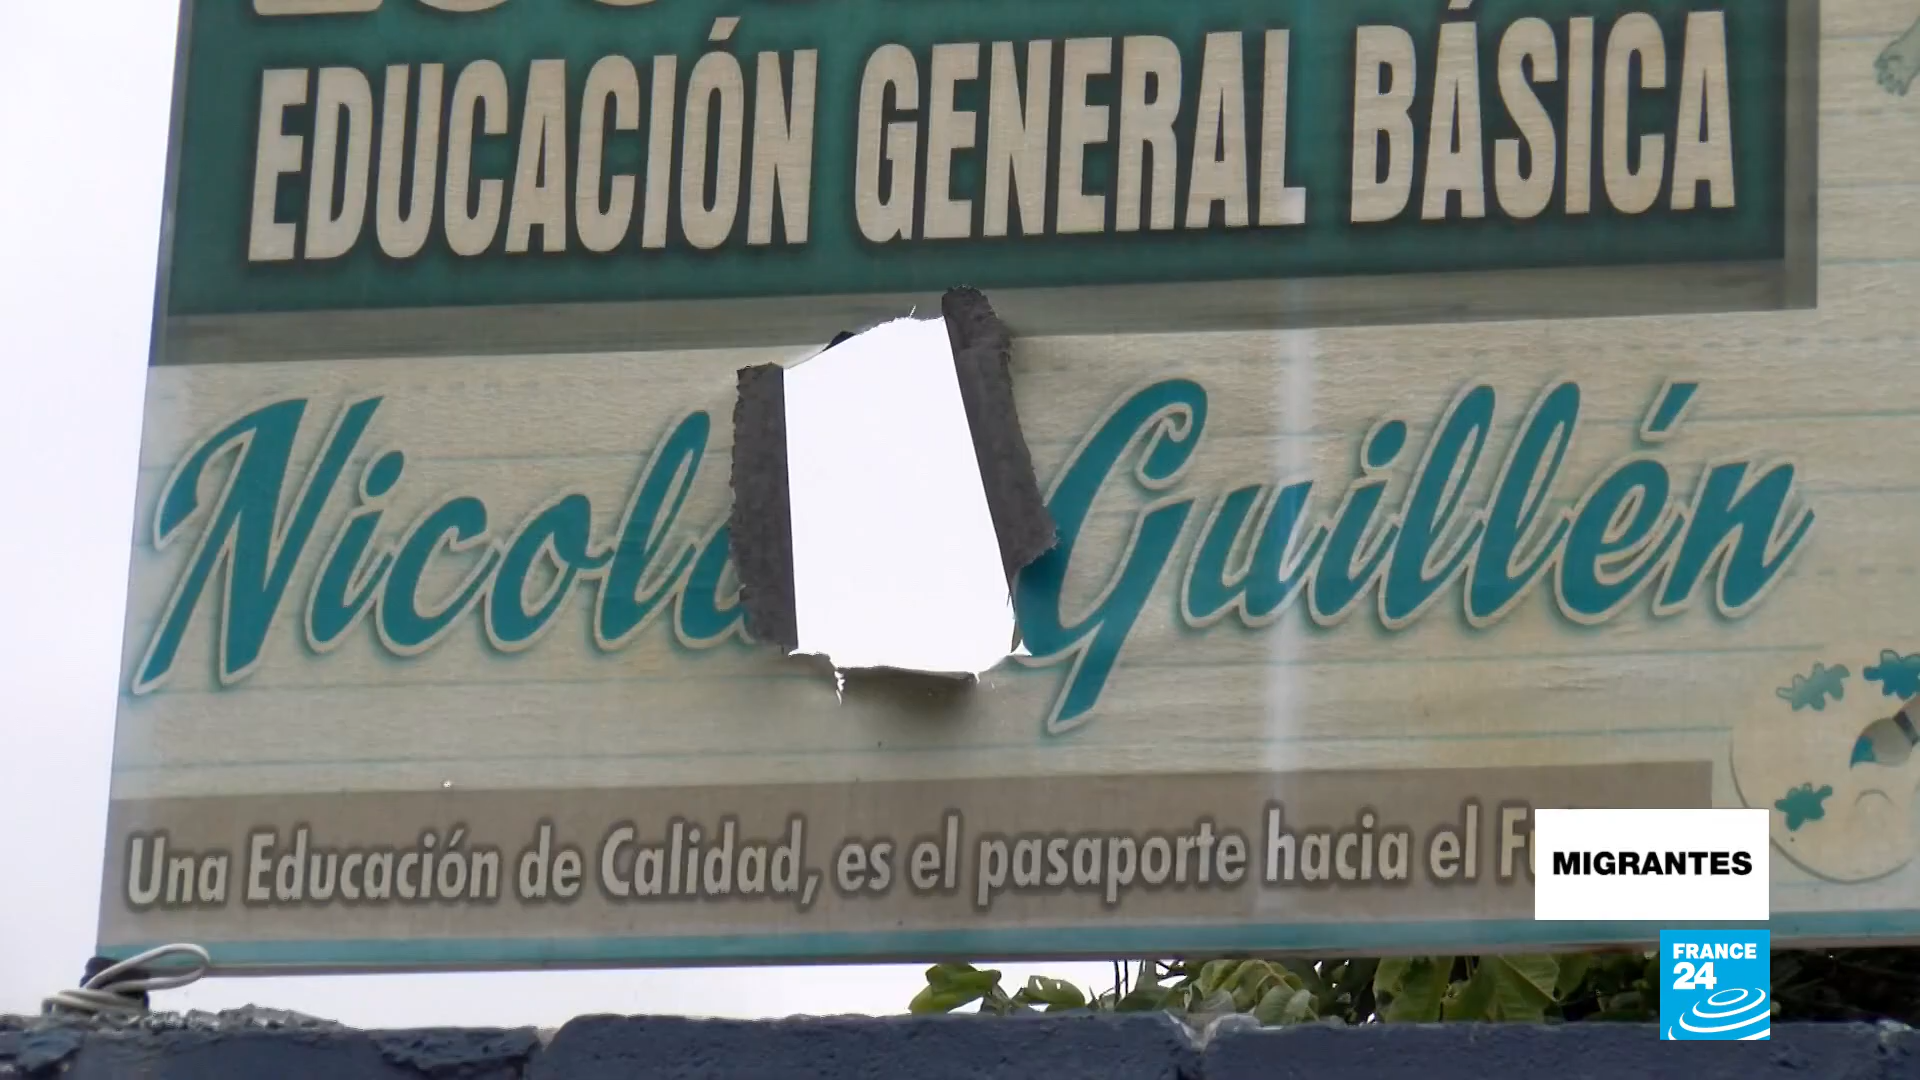 EDUCACIÓN GENERAL BÁSICA
Guillén
Una Educación de Calidad, es el pasaporte hacia el
MIGRANTES
FRANCE
24